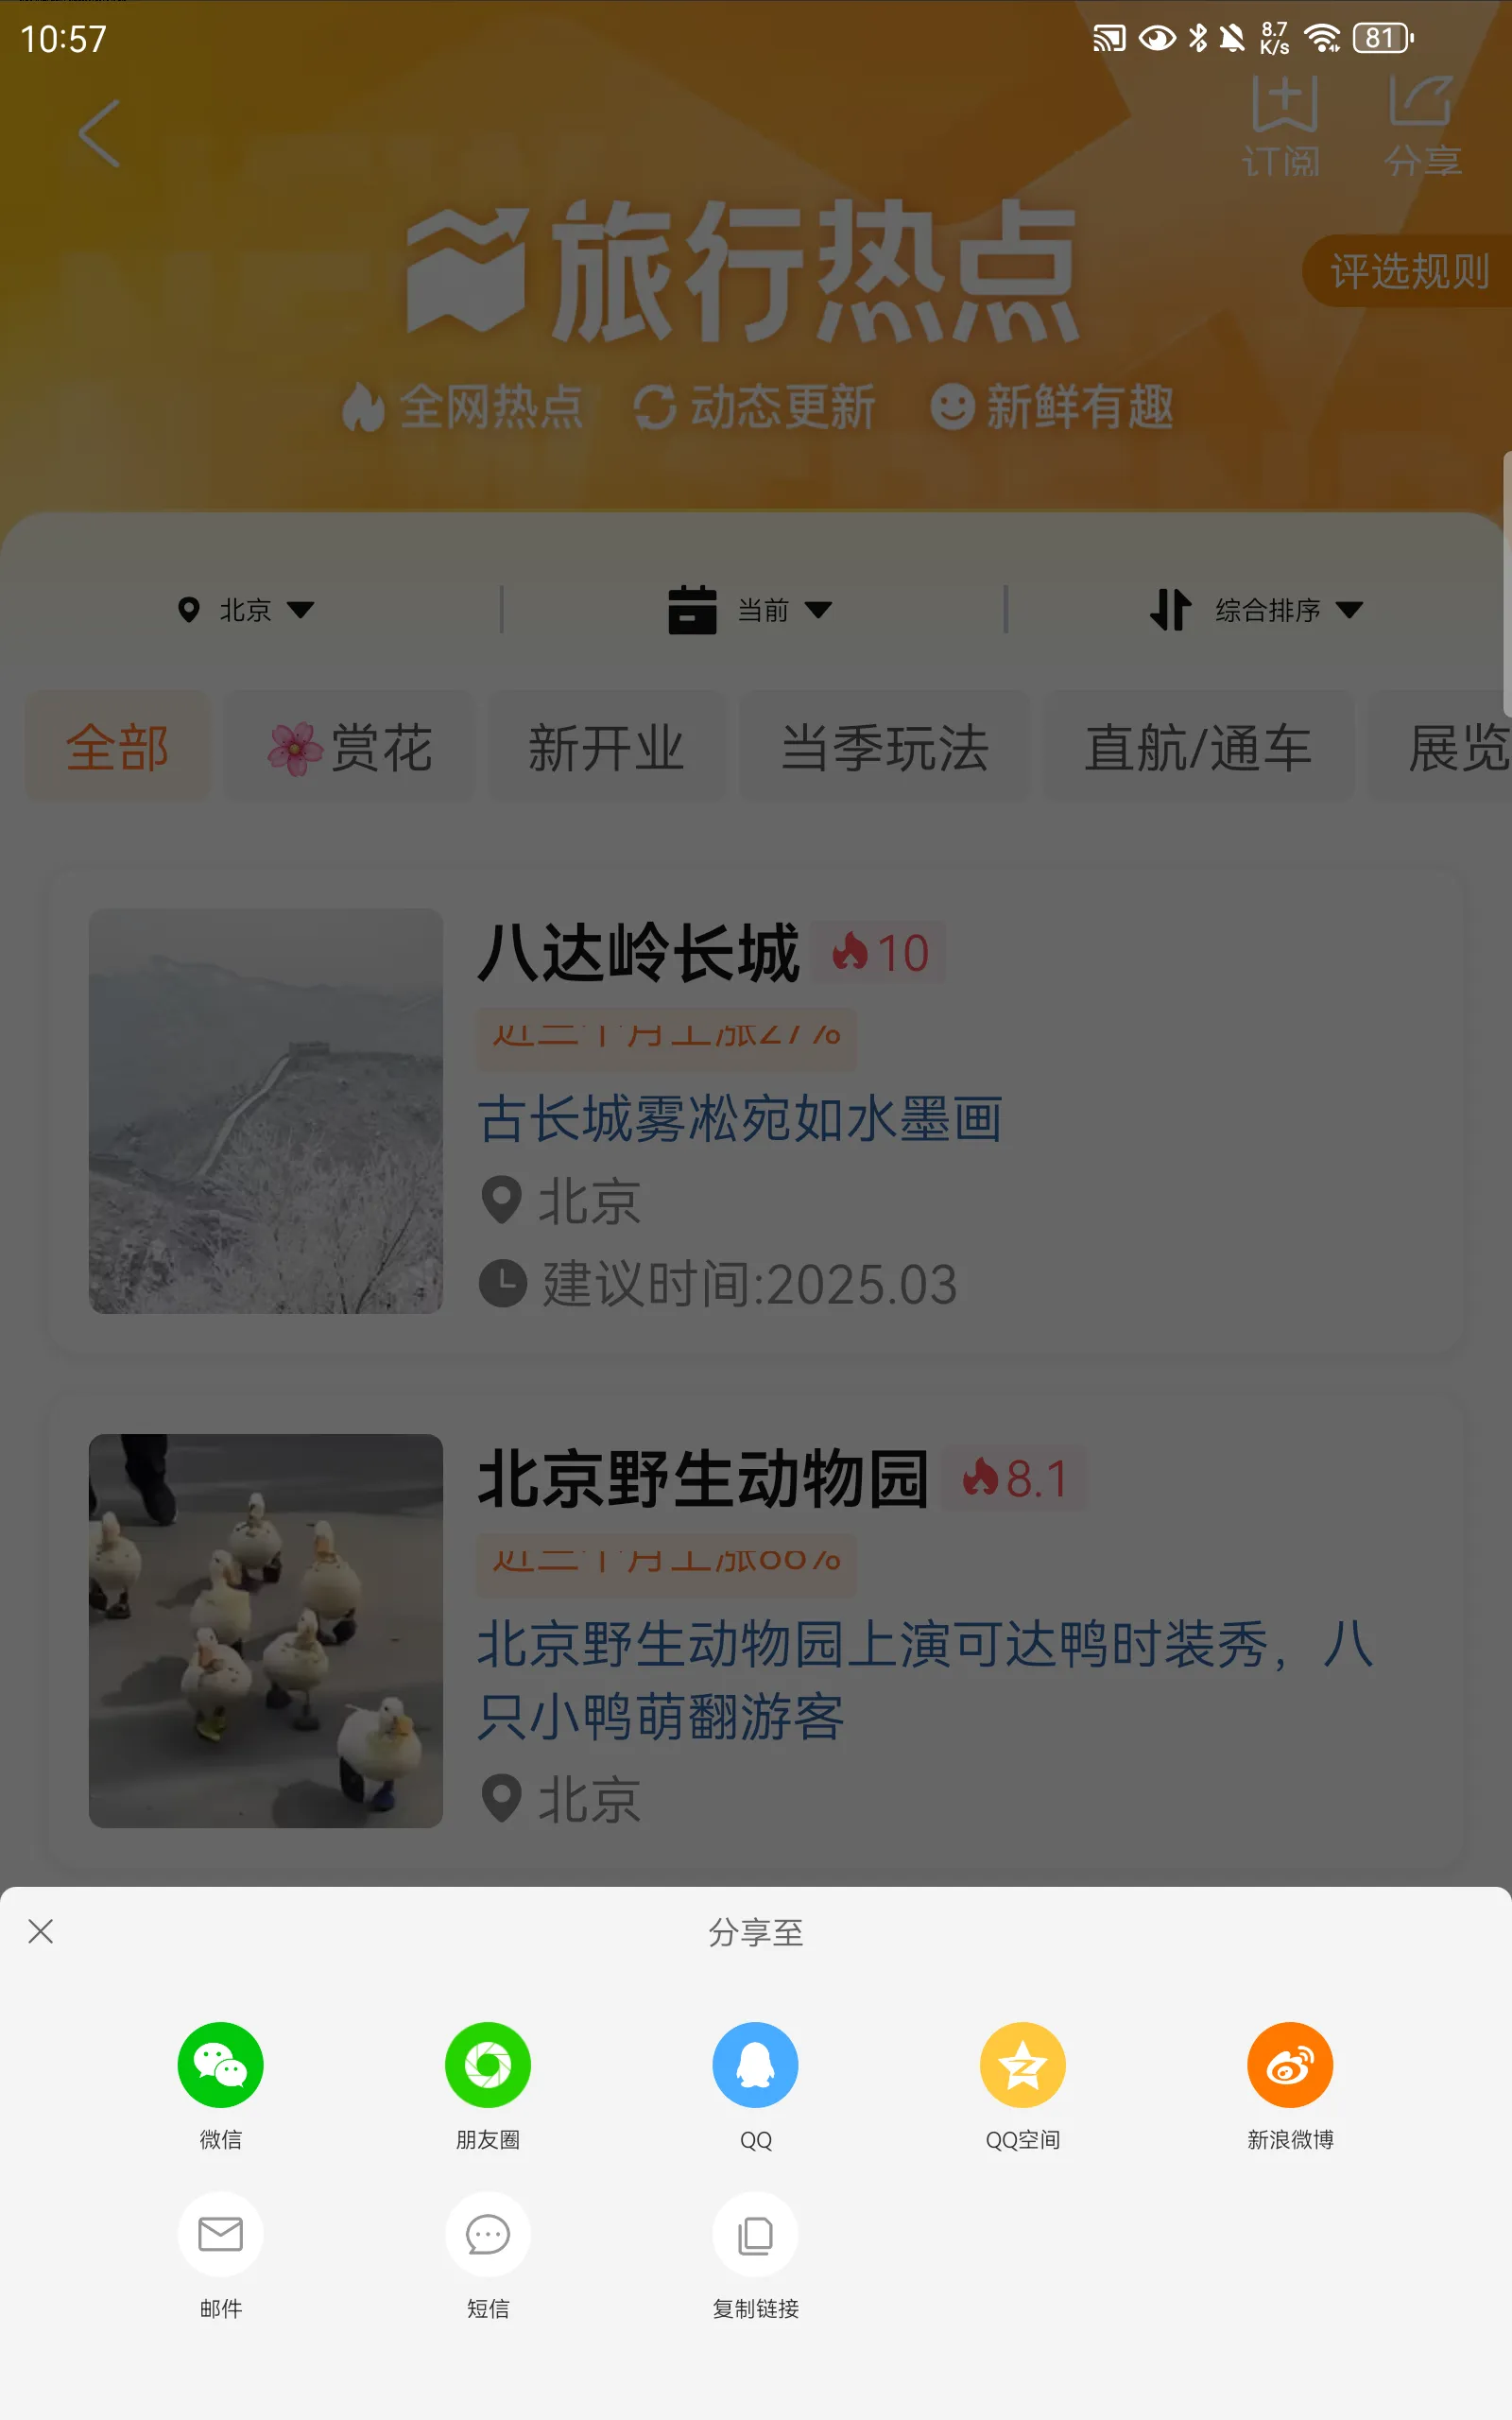 10:57
8.7
K/s
81
订阅
分享
旅行热点
评选规则
全网热点
动态更新
新鲜有趣
北京
当前
综合排序
全部
赏花
新开业
当季玩法
直航/通车
展览
八达岭长城
10
古长城雾凇宛如水墨画
北京
建议时间:2025.03
北京野生动物园
8.1
北京野生动物园上演可达鸭时装秀，八
只小鸭萌翻游客
北京
分享至
微信
朋友圈
QQ
QQ空间
新浪微博
邮件
短信
复制链接